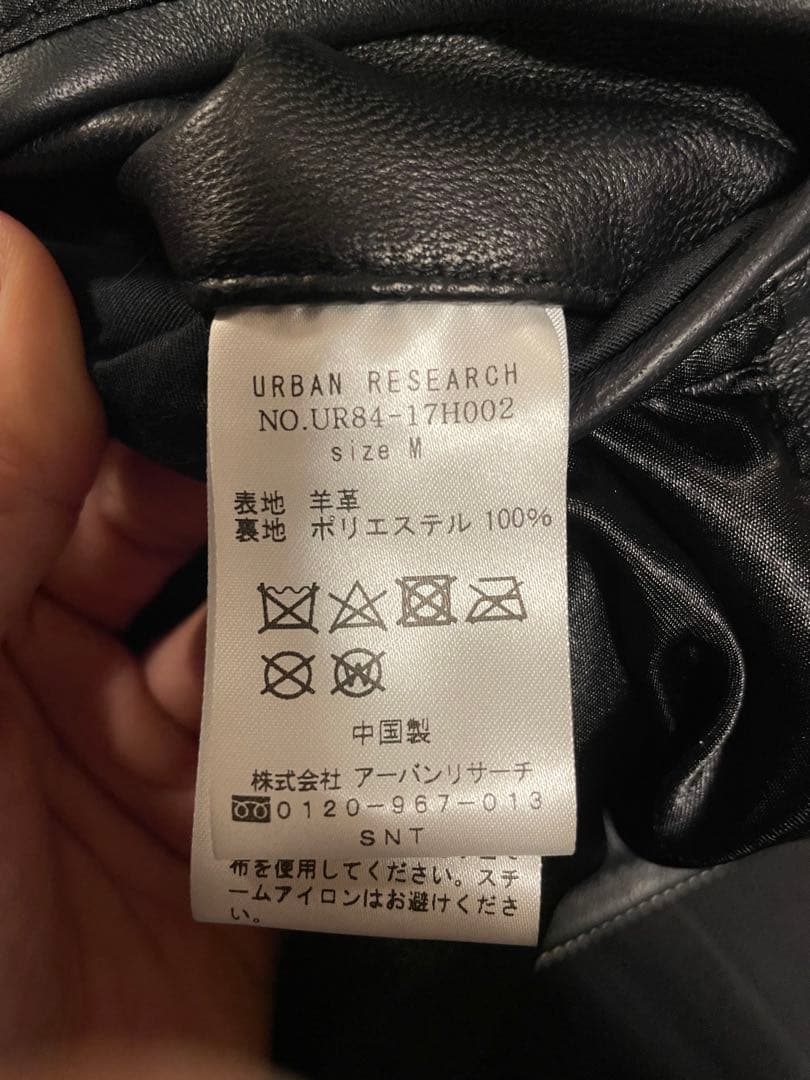 URBAN RESEARCH
NO.UR84-17H002
size M
表地 羊革
裏地 ポリエステル 100%
中国製
株式会社 アーバンリサーチ
0120-967-013
SNT
布を使用してください。スチ
ームアイロンはお避けくださ
い。